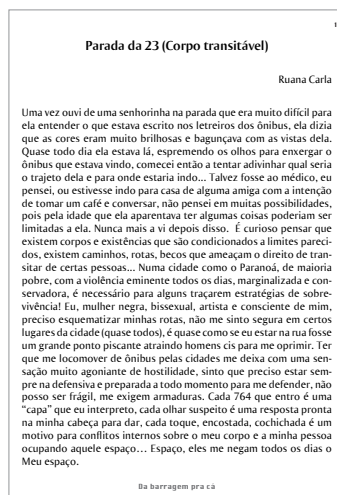 1
Parada da 23 (Corpo transitável)
Ruana Carla
Uma vez ouvi de uma senhorinha na parada que era muito difícil para
ela entender o que estava escrito nos letreiros dos ônibus, ela dizia
que as cores eram muito brilhosas e bagunçava com as vistas dela.
Quase todo dia ela estava lá, espremendo os olhos para enxergar o
ônibus que estava vindo, comecei então a tentar adivinhar qual seria
o trajeto dela e para onde estaria indo... Talvez fosse ao médico, eu
pensei, ou estivesse indo para casa de alguma amiga com a intenção
de tomar um café e conversar, não pensei em muitas possibilidades,
pois pela idade que ela aparentava ter algumas coisas poderiam ser
limitadas a ela. Nunca mais a vi depois disso. É curioso pensar que
existem corpos e existências que são condicionados a limites pareci-
dos, existem caminhos, rotas, becos que ameaçam o direito de tran-
sitar de certas pessoas... Numa cidade como o Paranoá, de maioria
pobre, com a violência eminente todos os dias, marginalizada e con-
servadora, é necessário para alguns traçarem estratégias de sobre-
vivência! Eu, mulher negra, bissexual, artista e consciente de mim,
preciso esquematizar minhas rotas, não me sinto segura em certos
lugares da cidade (quase todos), é quase como se eu estar na rua fosse
um grande ponto piscante atraindo homens cis para me oprimir. Ter
que me locomover de ônibus pelas cidades me deixa com uma sen-
sação muito agoniante de hostilidade, sinto que preciso estar sem-
pre na defensiva e preparada a todo momento para me defender, não
posso ser frágil, me exigem armaduras. Cada 764 que entro é uma
"capa" que eu interpreto, cada olhar suspeito é uma resposta pronta
na minha cabeça para dar, cada toque, encostada, cochichada é um
motivo para conflitos internos sobre o meu corpo e a minha pessoa
ocupando aquele espaço... Espaço, eles me negam todos os dias o
Meu espaço.
Da barragem pra cá